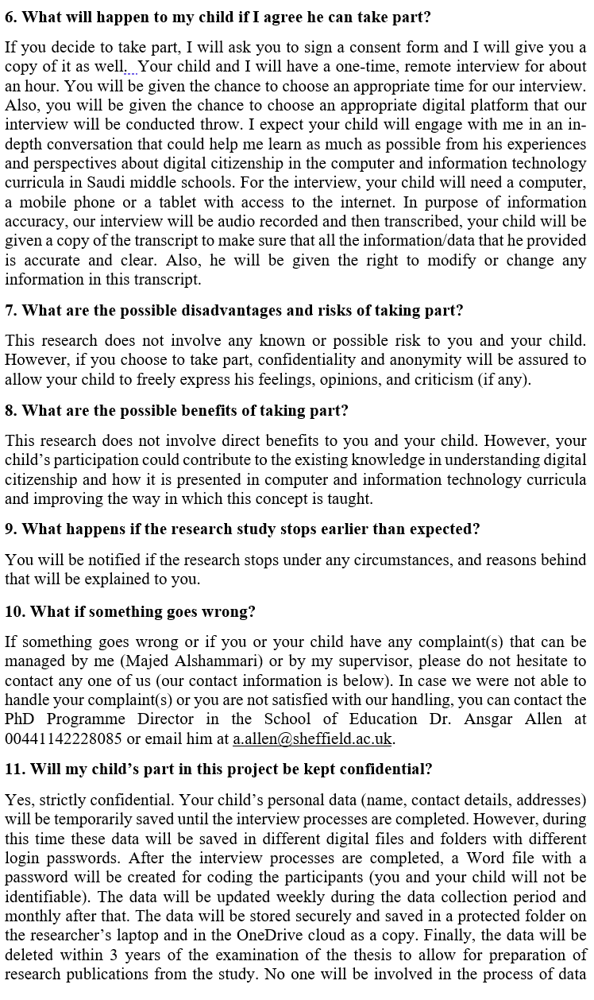 6. What will happen to my child if I agree he can take part?
If you decide to take part, I will ask you to sign a consent form and I will give you a
copy of it as well. Your child and I will have a one-time, remote interview for about
an hour. You will be given the chance to choose an appropriate time for our interview.
Also, you will be given the chance to choose an appropriate digital platform that our
interview will be conducted throw. I expect your child will engage with me in an in-
depth conversation that could help me learn as much as possible from his experiences
and perspectives about digital citizenship in the computer and information technology
curricula in Saudi middle schools. For the interview, your child will need a computer,
a mobile phone or a tablet with access to the internet. In purpose of information
accuracy, our interview will be audio recorded and then transcribed, your child will be
given a copy of the transcript to make sure that all the information/data that he provided
is accurate and clear. Also, he will be given the right to modify or change any
information in this transcript.
7. What are the possible disadvantages and risks of taking part?
This research does not involve any known or possible risk to you and your child.
However, if you choose to take part, confidentiality and anonymity will be assured to
allow your child to freely express his feelings, opinions, and criticism (if any).
8. What are the possible benefits of taking part?
This research does not involve direct benefits to you and your child. However, your
child’s participation could contribute to the existing knowledge in understanding digital
citizenship and how it is presented in computer and information technology curricula
and improving the way in which this concept is taught.
9. What happens if the research study stops earlier than expected?
You will be notified if the research stops under any circumstances, and reasons behind
that will be explained to you.
10. What if something goes wrong?
If something goes wrong or if you or your child have any complaint(s) that can be
managed by me (Majed Alshammari) or by my supervisor, please do not hesitate to
contact any one of us (our contact information is below). In case we were not able to
handle your complaint(s) or you are not satisfied with our handling, you can contact the
PhD Programme Director in the School of Education Dr. Ansgar Allen at
00441142228085 or email him at a.allen@sheffield.ac.uk.
11. Will my child’s part in this project be kept confidential?
Yes, strictly confidential. Your child’s personal data (name, contact details, addresses)
will be temporarily saved until the interview processes are completed. However, during
this time these data will be saved in different digital files and folders with different
login passwords. After the interview processes are completed, a Word file with a
password will be created for coding the participants (you and your child will not be
identifiable). The data will be updated weekly during the data collection period and
monthly after that. The data will be stored securely and saved in a protected folder on
the researcher’s laptop and in the OneDrive cloud as a copy. Finally, the data will be
deleted within 3 years of the examination of the thesis to allow for preparation of
research publications from the study. No one will be involved in the process of data